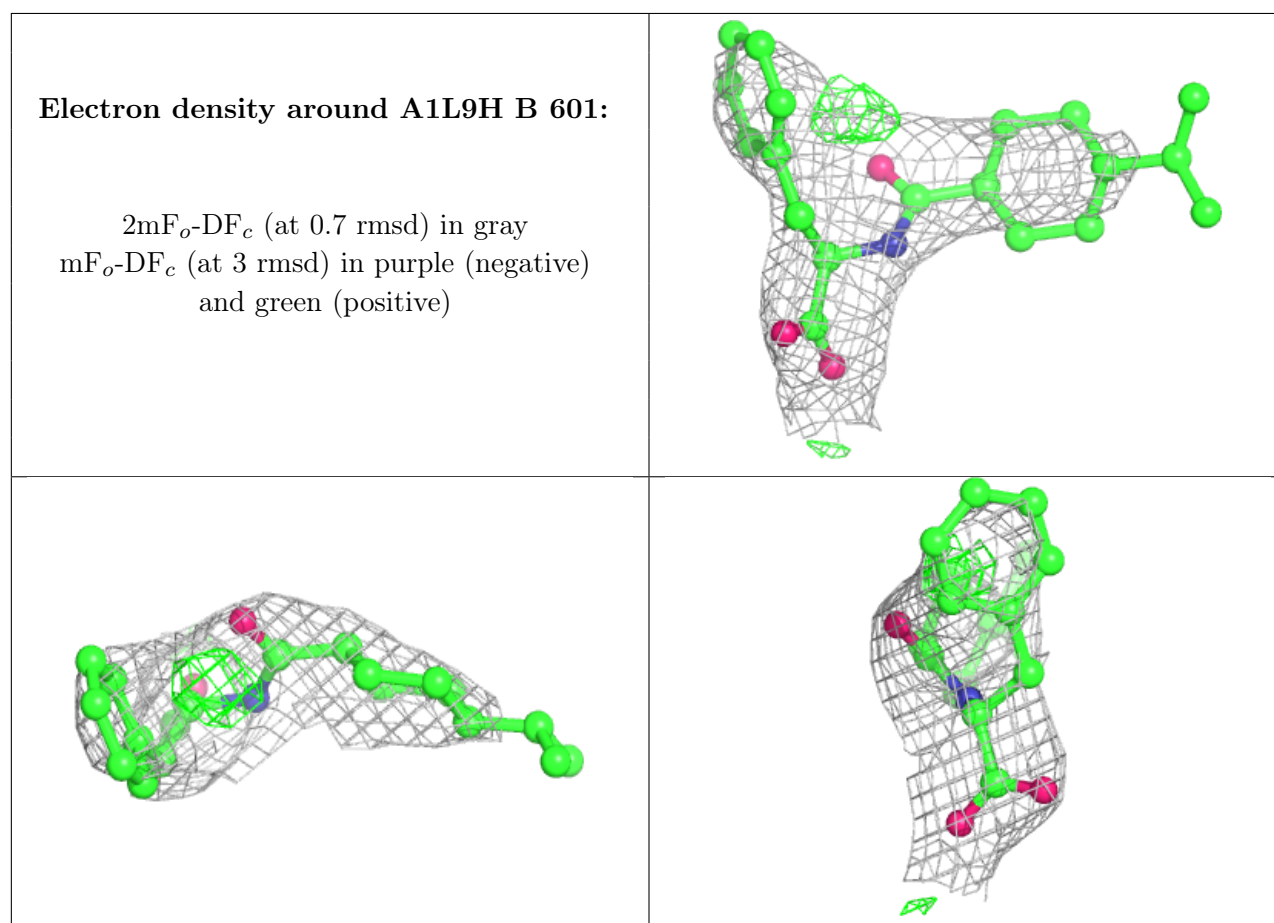 Electron density around A1L9H B 601:
2mFo-DFc (at 0.7 rmsd) in gray
mFo-DFc (at 3 rmsd) in purple (negative)
and green (positive)